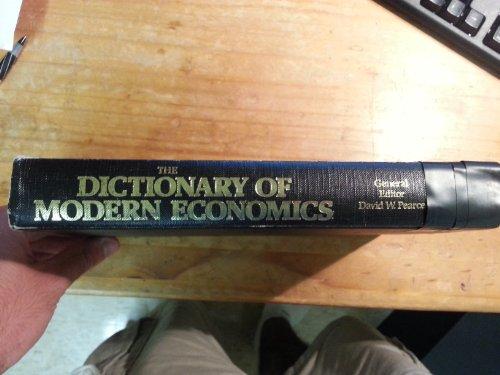 THE
DICTIONARY OF
MODERN ECONOMICS
General
Editor
David W. Pearce